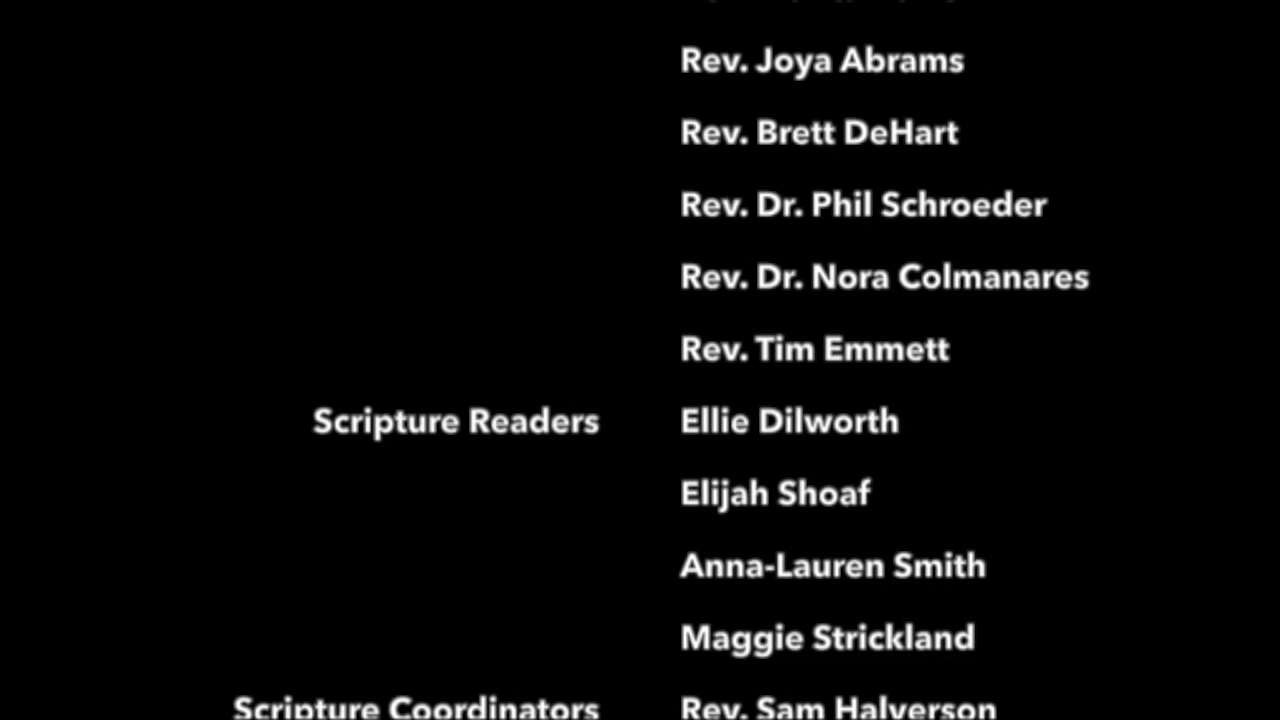 Rev. Joya Abrams
Rev. Brett DeHart
Rev. Dr. Phil Schroeder
Rev. Dr. Nora Colmanares
Rev. Tim Emmett
Scripture Readers Ellie Dilworth
Elijah Shoaf
Anna-Lauren Smith
Maggie Strickland
Scripture Coordinators Rev. Sam Halverson